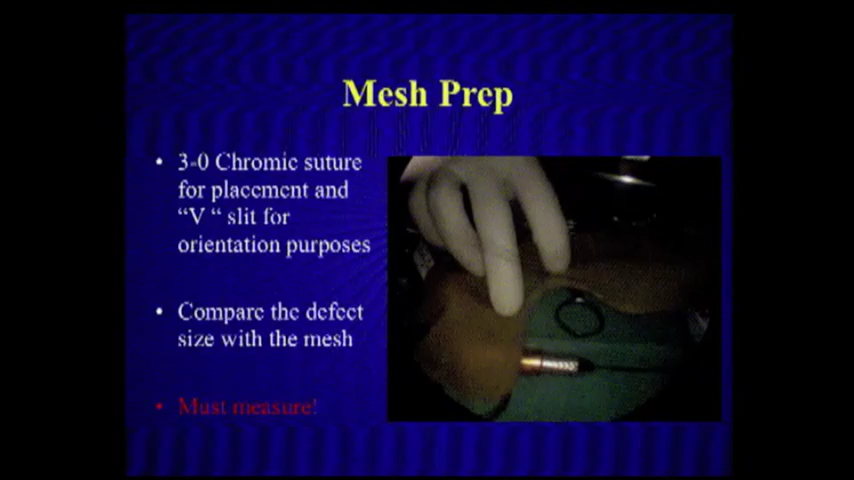 Mesh Prep
• 3-0 Chromic suture
for placement and
“V “ slit for
orientation purposes
• Compare the defect
size with the mesh
• Must measure!